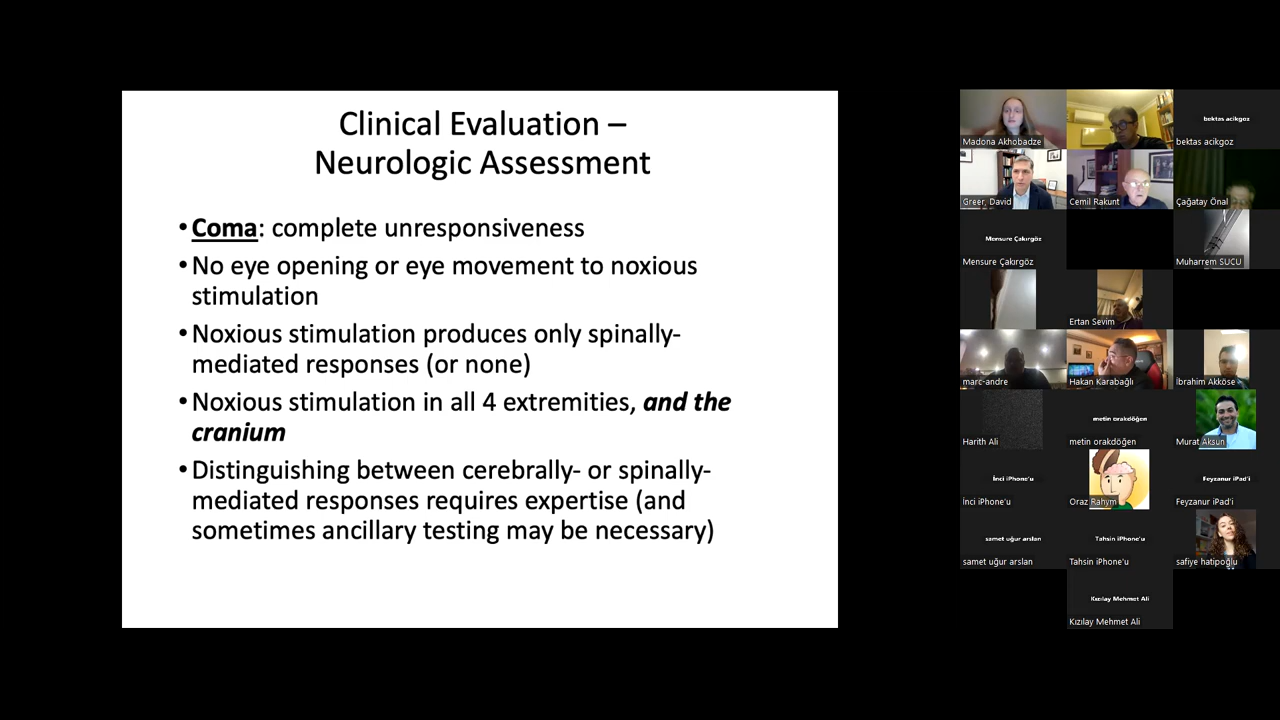 Clinical Evaluation –
Neurologic Assessment
• Coma: complete unresponsiveness
• No eye opening or eye movement to noxious
stimulation
• Noxious stimulation produces only spinally-
mediated responses (or none)
• Noxious stimulation in all 4 extremities, and the
cranium
• Distinguishing between cerebrally- or spinally-
mediated responses requires expertise (and
sometimes ancillary testing may be necessary)
Madona Akhobadze
bektas acikgoz
bektas acikgoz
Greer, David
Cemil Rakunt
Çağatay Önal
Mensure Çakırgöz
Mensure Çakırgöz
Muharrem SUCU
Ertan Sevim
marc-andre
Hakan Karabağlı
İbrahim Akköse
Harith Ali
metin orakdöğen
metin orakdöğen
Murat Aksun
İnci iPhone'u
İnci iPhone'u
Oraz Rahym
Feyzanur iPad'i
Feyzanur iPad'i
samet uğur arslan
samet uğur arslan
Tahsin iPhone'u
Tahsin iPhone'u
safiye hatipoğlu
Kızılay Mehmet Ali
Kızılay Mehmet Ali